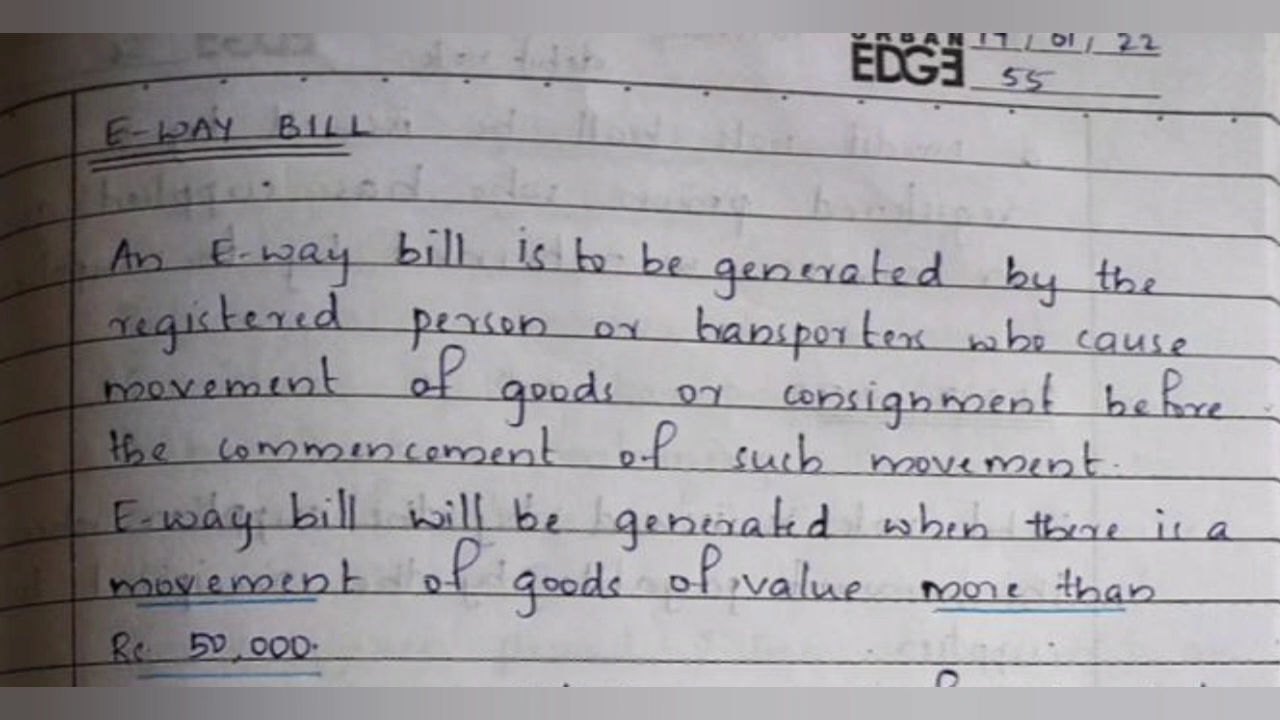 URBAN
EDGE
19/01/22
55
E-WAY BILL
An E-way bill is to be generated by the
registered person or transporters who cause
movement of goods or consignment before
the commencement of such movement.
E-way bill will be generated when there is a
movement of goods of value more than
Rs. 50,000.